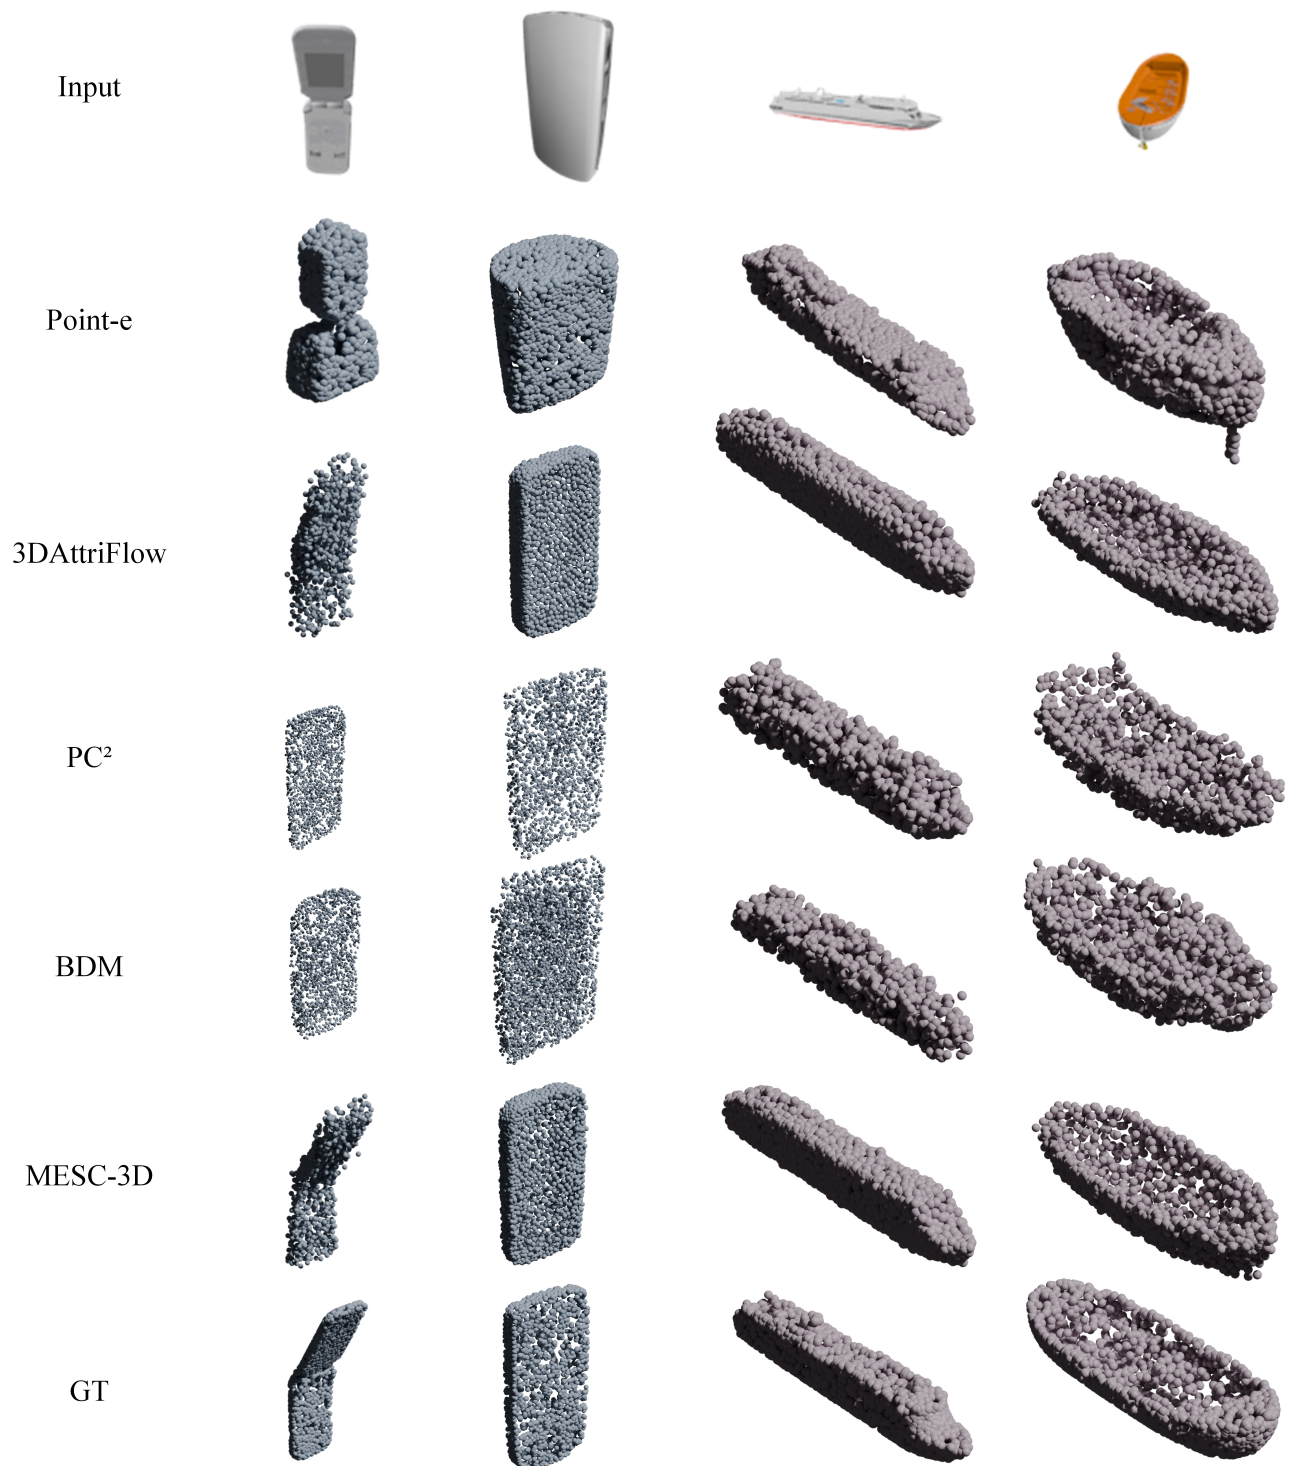 Input
Point-e
3DAttriFlow
PC²
BDM
MESC-3D
GT